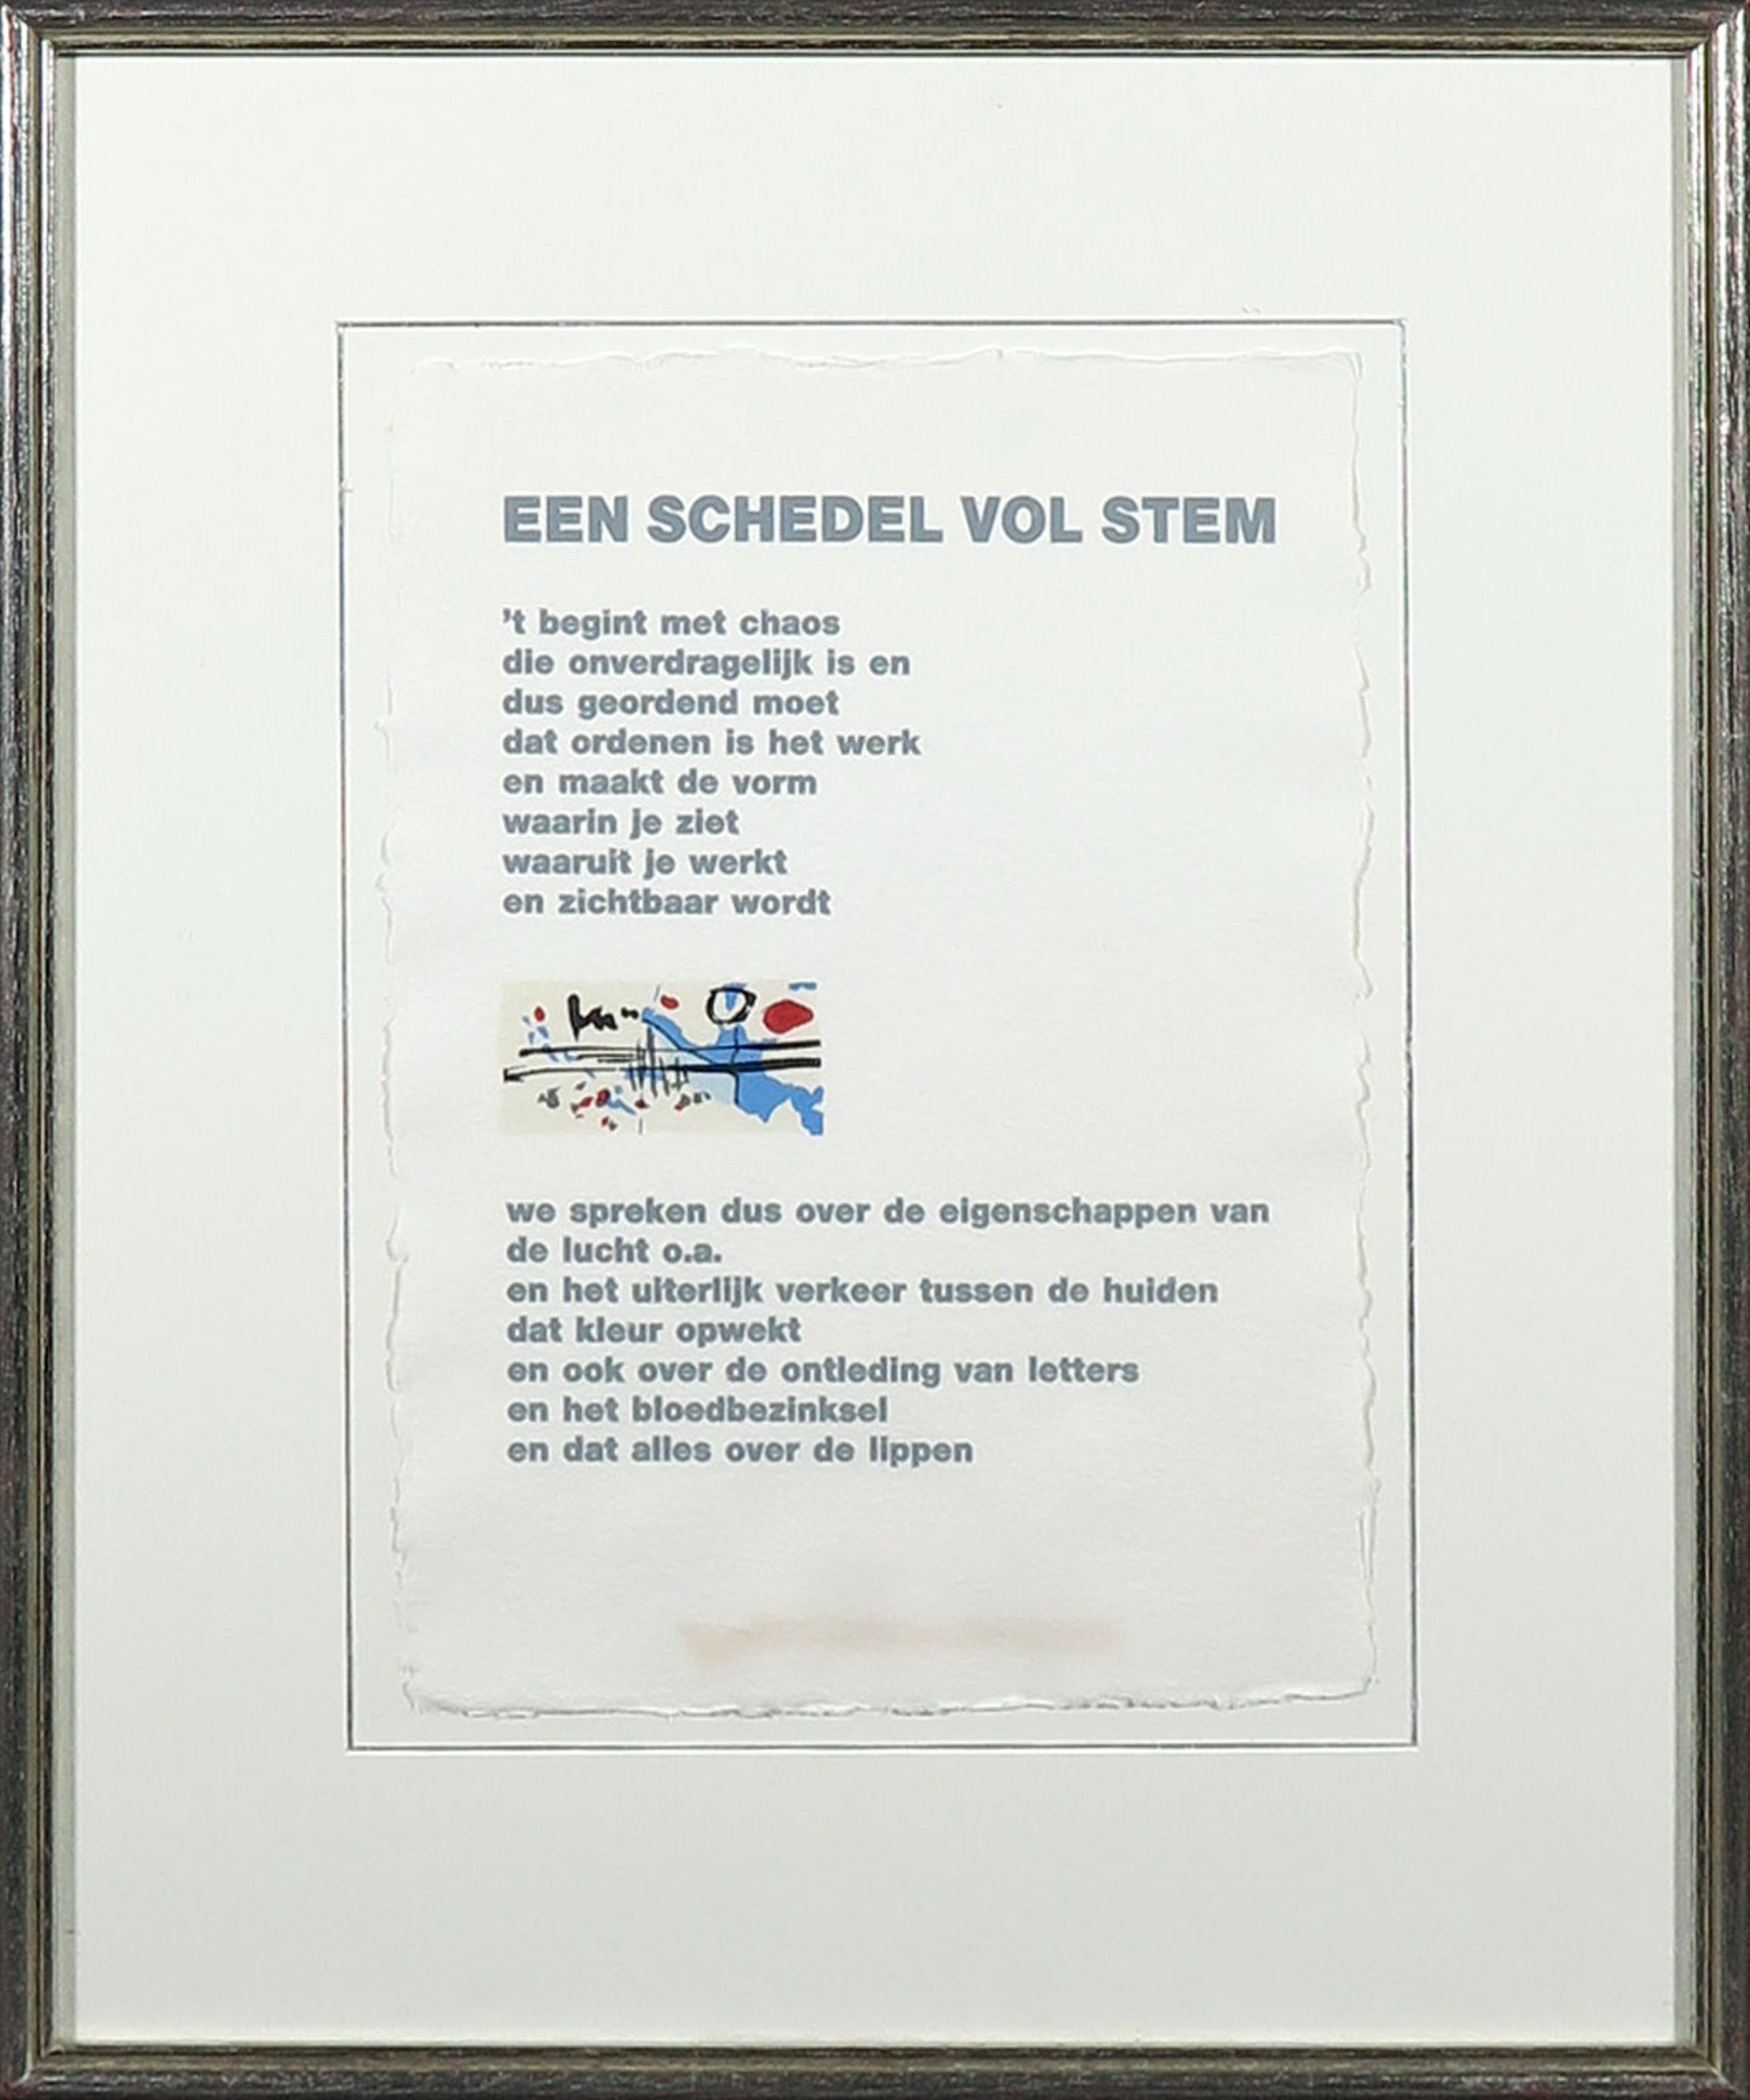 EEN SCHEDEL VOL STEM
’t begint met chaos
die onverdragelijk is en
dus geordend moet
dat ordenen is het werk
en maakt de vorm
waarin je ziet
waaruit je werkt
en zichtbaar wordt
we spreken dus over de eigenschappen van
de lucht o.a.
en het uiterlijk verkeer tussen de huiden
dat kleur opwekt
en ook over de ontleding van letters
en het bloedbezinksel
en dat alles over de lippen